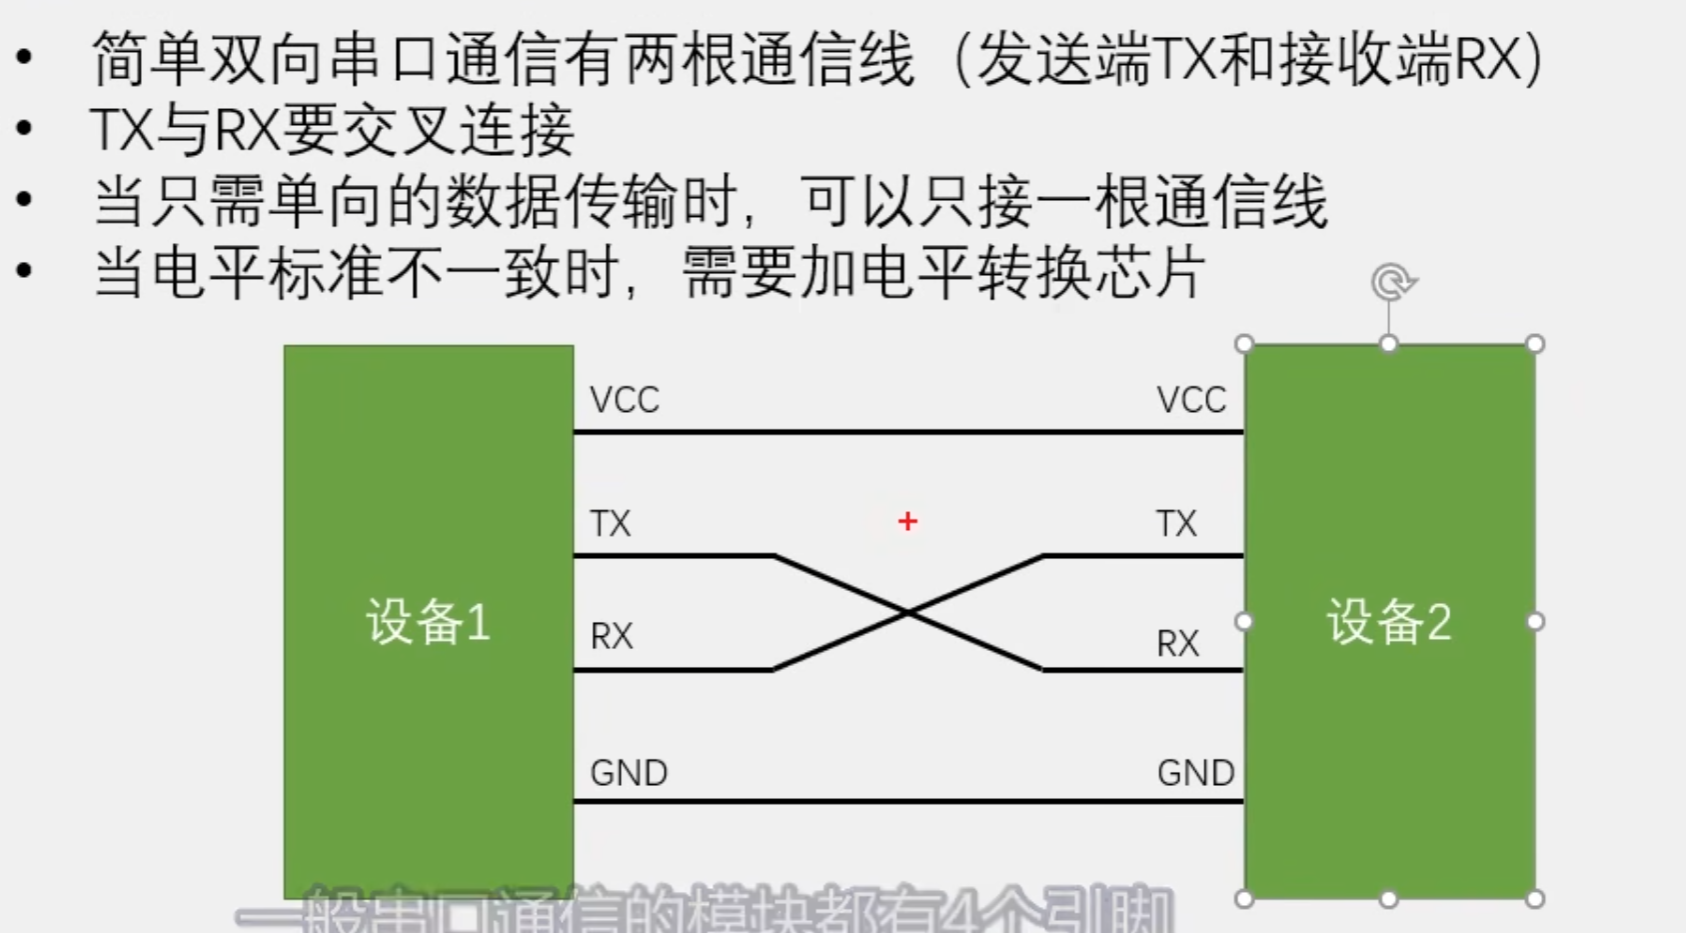 简单双向串口通信有两根通信线（发送端TX和接收端RX）
TX与RX要交叉连接
当只需单向的数据传输时，可以只接一根通信线
当电平标准不一致时，需要加电平转换芯片
VCC VCC
TX TX
设备1 设备2
RX RX
GND GND
一般串口通信的模块都有4个引脚